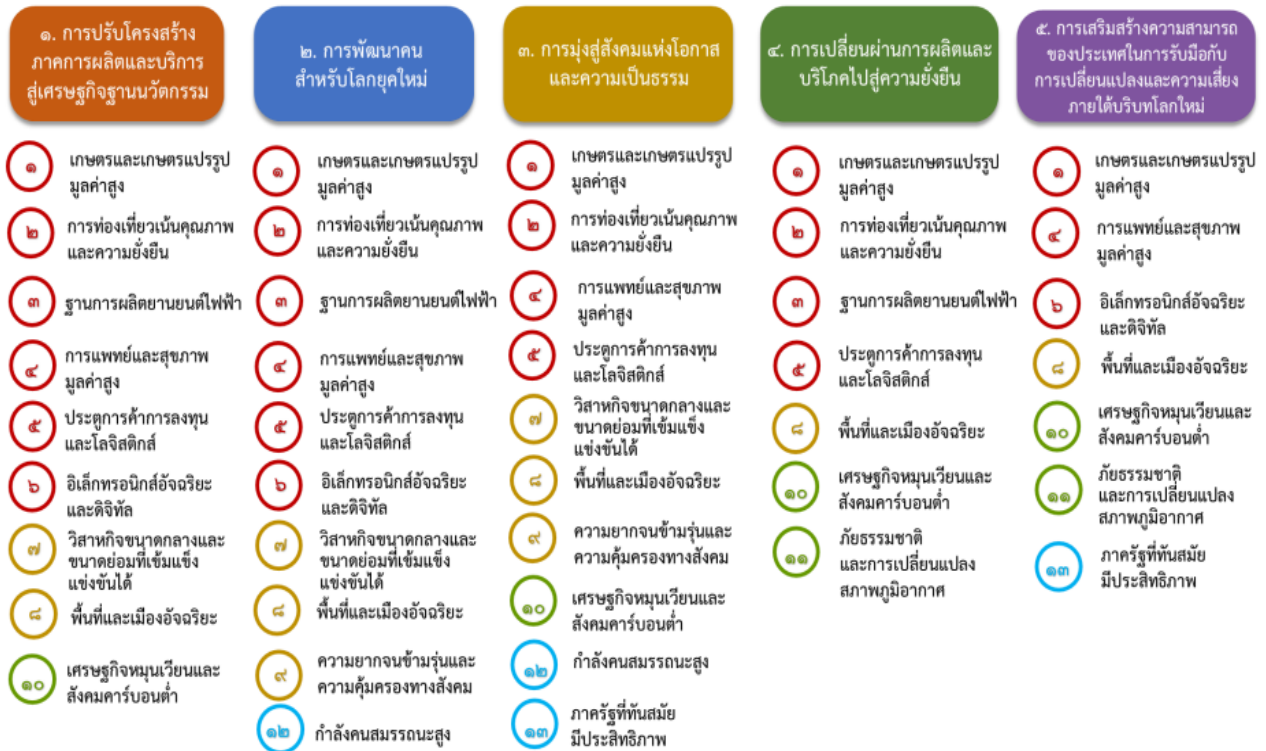 ๑. การปรับโครงสร้าง
ภาคการผลิตและบริการ
สู่เศรษฐกิจฐานนวัตกรรม
๑
เกษตรและเกษตรแปรรูป
มูลค่าสูง
๒
การท่องเที่ยวเน้นคุณภาพ
และความยั่งยืน
๓
ฐานการผลิตยานยนต์ไฟฟ้า
๔
การแพทย์และสุขภาพ
มูลค่าสูง
๕
ประตูการค้าการลงทุน
และโลจิสติกส์
๖
อิเล็กทรอนิกส์อัจฉริยะ
และดิจิทัล
๗
วิสาหกิจขนาดกลางและ
ขนาดย่อมที่เข้มแข็ง
แข่งขันได้
๘
พื้นที่และเมืองอัจฉริยะ
๑๐
เศรษฐกิจหมุนเวียนและ
สังคมคาร์บอนต่ำ
๒. การพัฒนาคน
สำหรับโลกยุคใหม่
๑
เกษตรและเกษตรแปรรูป
มูลค่าสูง
๒
การท่องเที่ยวเน้นคุณภาพ
และความยั่งยืน
๓
ฐานการผลิตยานยนต์ไฟฟ้า
๔
การแพทย์และสุขภาพ
มูลค่าสูง
๕
ประตูการค้าการลงทุน
และโลจิสติกส์
๖
อิเล็กทรอนิกส์อัจฉริยะ
และดิจิทัล
๗
วิสาหกิจขนาดกลางและ
ขนาดย่อมที่เข้มแข็ง
แข่งขันได้
๘
พื้นที่และเมืองอัจฉริยะ
๙
ความยากจนข้ามรุ่นและ
ความคุ้มครองทางสังคม
๑๒
กำลังคนสมรรถนะสูง
๓. การมุ่งสู่สังคมแห่งโอกาส
และความเป็นธรรม
๑
เกษตรและเกษตรแปรรูป
มูลค่าสูง
๒
การท่องเที่ยวเน้นคุณภาพ
และความยั่งยืน
๔
การแพทย์และสุขภาพ
มูลค่าสูง
๕
ประตูการค้าการลงทุน
และโลจิสติกส์
๗
วิสาหกิจขนาดกลางและ
ขนาดย่อมที่เข้มแข็ง
แข่งขันได้
๘
พื้นที่และเมืองอัจฉริยะ
๙
ความยากจนข้ามรุ่นและ
ความคุ้มครองทางสังคม
๑๐
เศรษฐกิจหมุนเวียนและ
สังคมคาร์บอนต่ำ
๑๒
กำลังคนสมรรถนะสูง
๑๓
ภาครัฐที่ทันสมัย
มีประสิทธิภาพ
๔. การเปลี่ยนผ่านการผลิตและ
บริโภคไปสู่ความยั่งยืน
๑
เกษตรและเกษตรแปรรูป
มูลค่าสูง
๒
การท่องเที่ยวเน้นคุณภาพ
และความยั่งยืน
๓
ฐานการผลิตยานยนต์ไฟฟ้า
๕
ประตูการค้าการลงทุน
และโลจิสติกส์
๘
พื้นที่และเมืองอัจฉริยะ
๑๐
เศรษฐกิจหมุนเวียนและ
สังคมคาร์บอนต่ำ
๑๑
ภัยธรรมชาติ
และการเปลี่ยนแปลง
สภาพภูมิอากาศ
๕. การเสริมสร้างความสามารถ
ของประเทศในการรับมือกับ
การเปลี่ยนแปลงและความเสี่ยง
ภายใต้บริบทโลกใหม่
๑
เกษตรและเกษตรแปรรูป
มูลค่าสูง
๔
การแพทย์และสุขภาพ
มูลค่าสูง
๖
อิเล็กทรอนิกส์อัจฉริยะ
และดิจิทัล
๘
พื้นที่และเมืองอัจฉริยะ
๑๐
เศรษฐกิจหมุนเวียนและ
สังคมคาร์บอนต่ำ
๑๑
ภัยธรรมชาติ
และการเปลี่ยนแปลง
สภาพภูมิอากาศ
๑๓
ภาครัฐที่ทันสมัย
มีประสิทธิภาพ